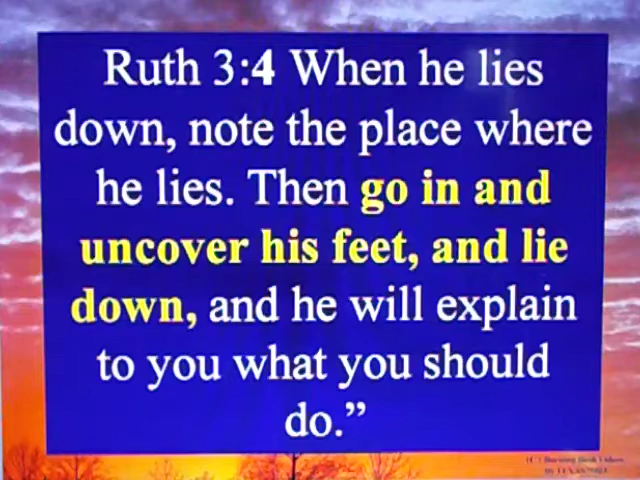 Ruth 3:4 When he lies
down, note the place where
he lies. Then go in and
uncover his feet, and lie
down, and he will explain
to you what you should
do.”